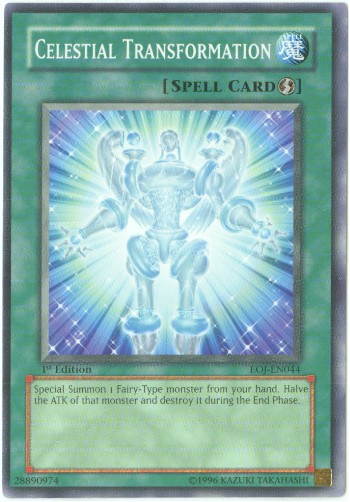 CELESTIAL TRANSFORMATION 魔
[SPELL CARD]
1st Edition EOJ-EN044
Special Summon 1 Fairy-Type monster from your hand. Halve
the ATK of that monster and destroy it during the End Phase.
28890974 ©1996 KAZUKI TAKAHASHI